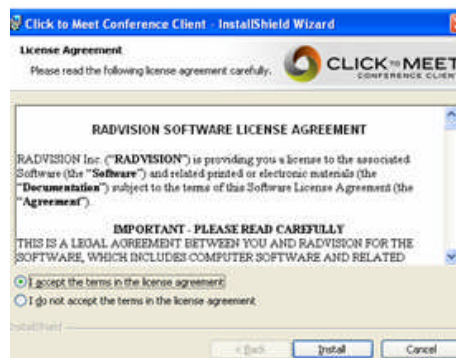 Click to Meet Conference Client - InstallShield Wizard
License Agreement
Please read the following license agreement carefully.
CLICK TO MEET
CONFERENCE CLIENT
RADVISION SOFTWARE LICENSE AGREEMENT
RADVISION Inc. ("RADVISION") is providing you a license to the associated
Software (the "Software") and related printed or electronic materials (the
"Documentation") subject to the terms of this Software License Agreement (the
"Agreement").
IMPORTANT - PLEASE READ CAREFULLY
THIS IS A LEGAL AGREEMENT BETWEEN YOU AND RADVISION FOR THE
SOFTWARE, WHICH INCLUDES COMPUTER SOFTWARE AND RELATED
I accept the terms in the license agreement
I do not accept the terms in the license agreement
InstallShield
< Back
Install
Cancel